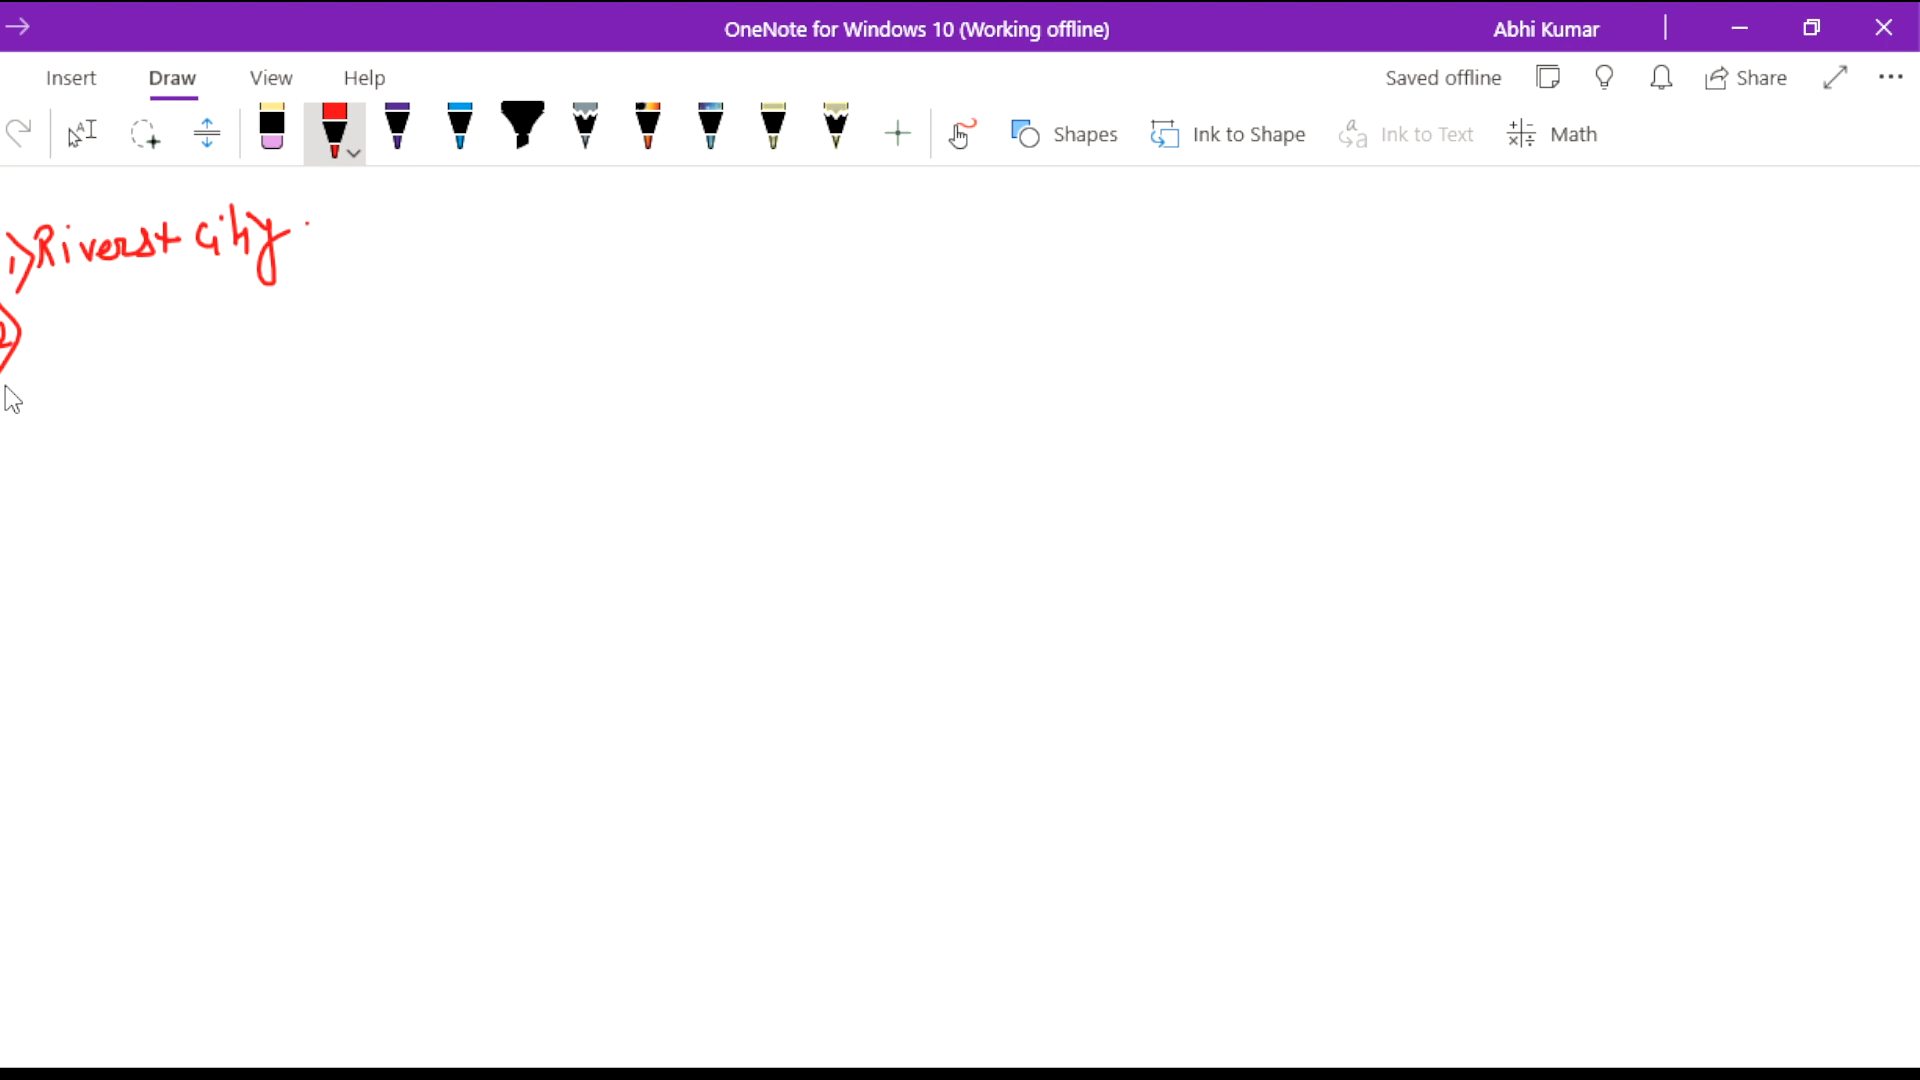 OneNote for Windows 10 (Working offline) Abhi Kumar
Insert Draw View Help Saved offline Share
Shapes Ink to Shape Ink to Text Math
1) Riverst city.
2)